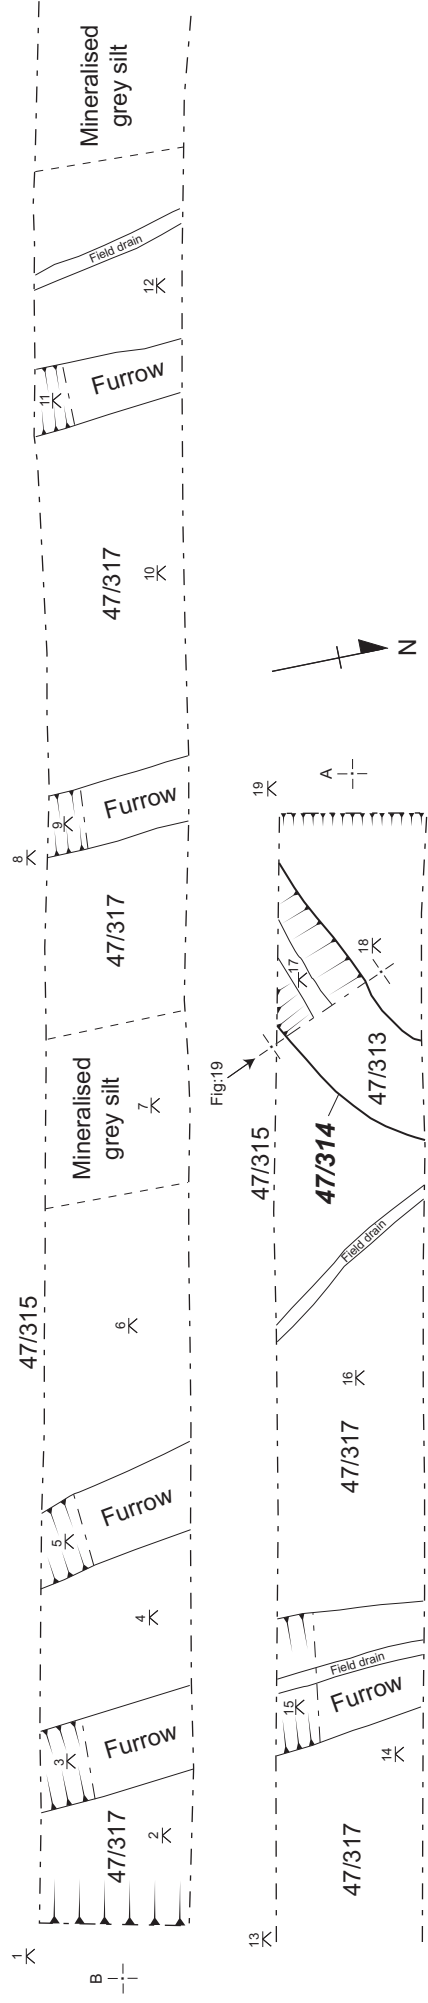 1
B
2
47/317
3
Furrow
4
5
Furrow
47/315
6
7
Mineralised
grey silt
47/317
8
9
Furrow
10
47/317
11
Furrow
12
Field drain
Mineralised
grey silt
13
47/317
14
15
Furrow
Field drain
16
47/317
Field drain
47/315
47/314
47/313
Fig:19
17
18
19
A
N